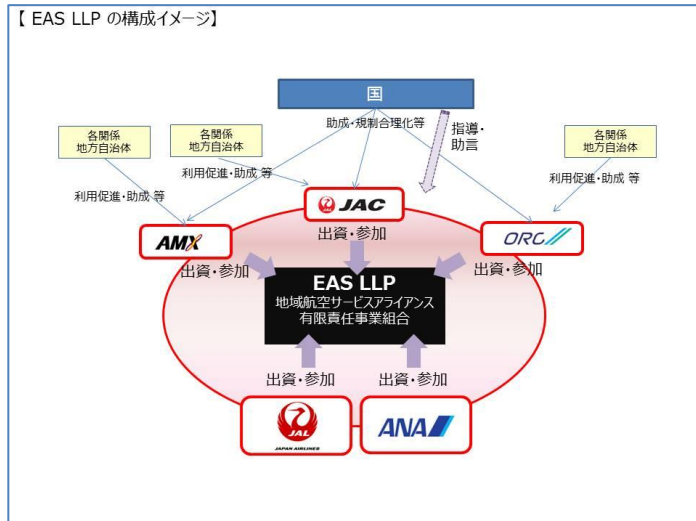 【 EAS LLP の構成イメージ】
国
助成・規制合理化等
指導・
助言
各関係
地方自治体
各関係
地方自治体
各関係
地方自治体
利用促進・助成 等
利用促進・助成 等
利用促進・助成 等
JAC
AMX
ORC
出資・参加
出資・参加
出資・参加
EAS LLP
地域航空サービスアライアンス
有限責任事業組合
出資・参加
出資・参加
JAL
JAPAN AIRLINES
ANA